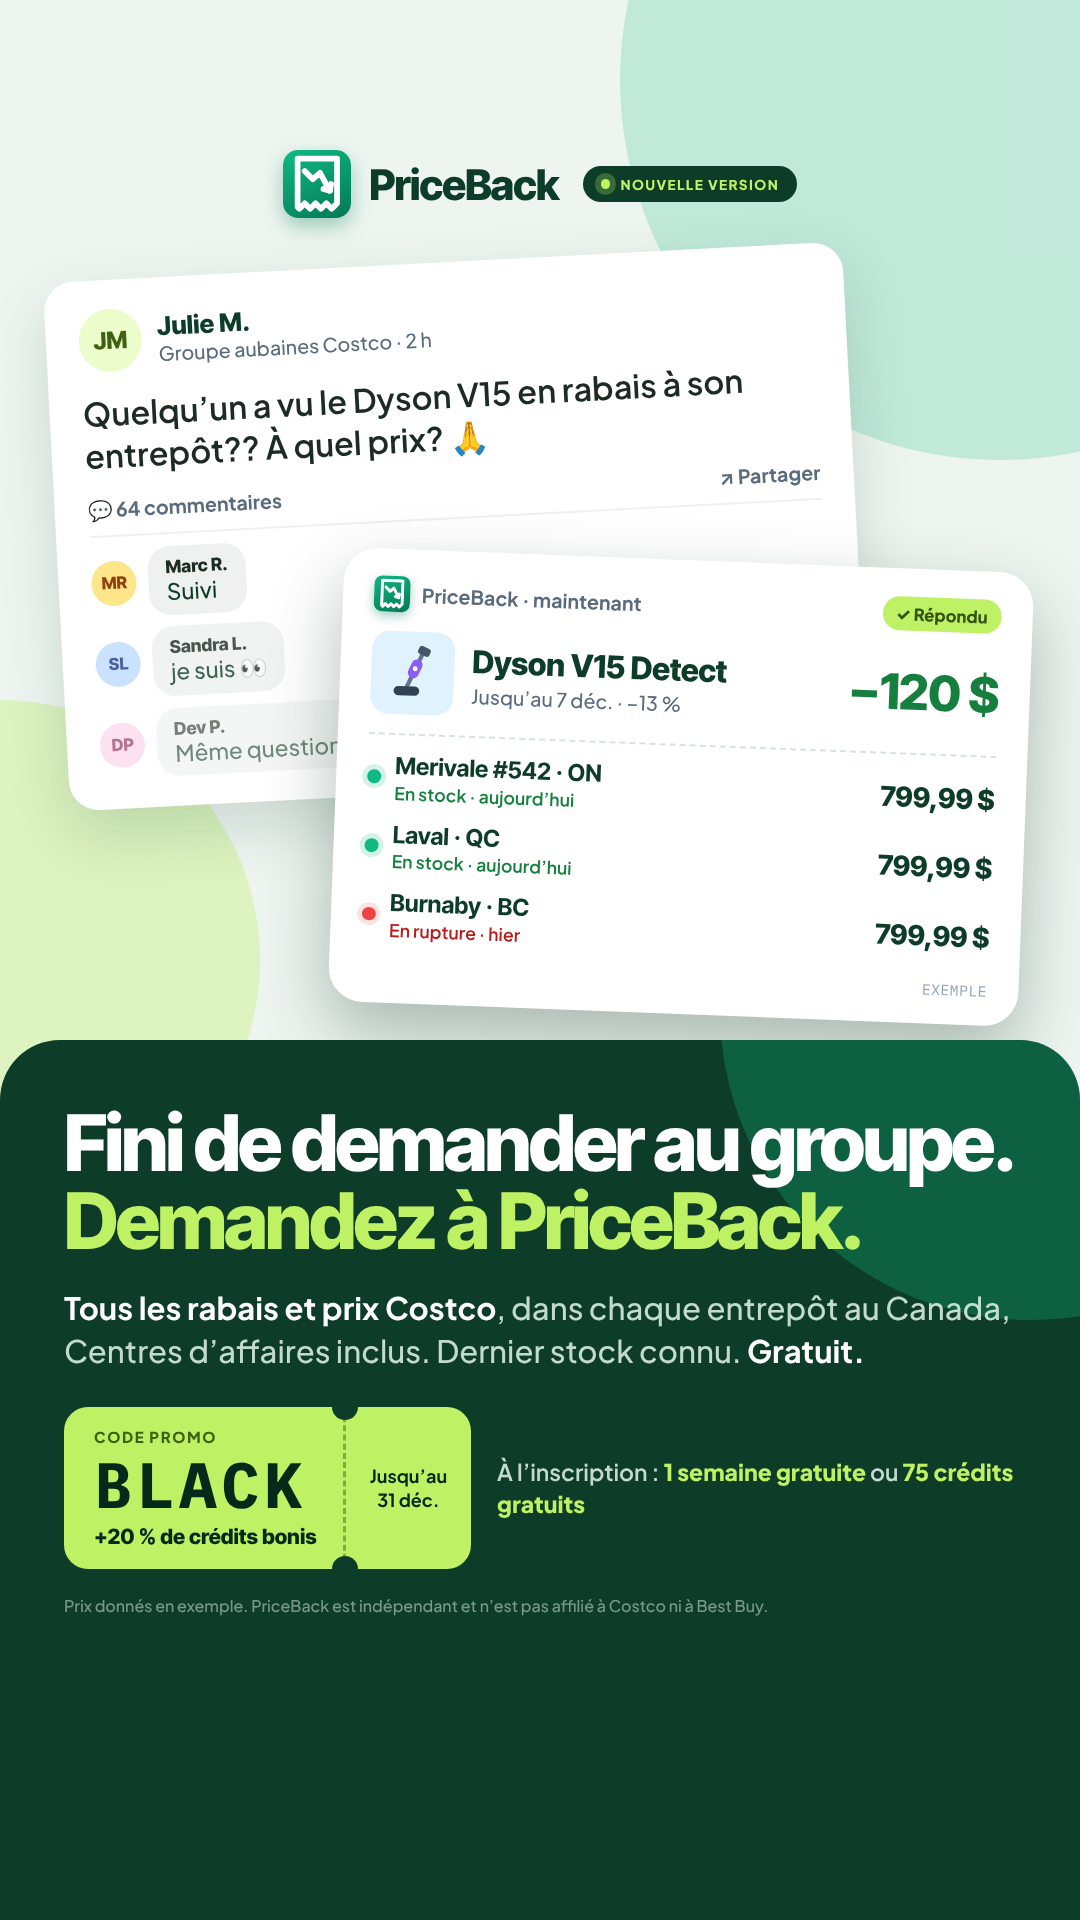 PriceBack
NOUVELLE VERSION
JM
Julie M.
Groupe aubaines Costco · 2 h
Quelqu’un a vu le Dyson V15 en rabais à son
entrepôt?? À quel prix? 🙏
💬 64 commentaires
↗ Partager
MR
Marc R.
Suivi
SL
Sandra L.
je suis 👀
DP
Dev P.
Même question
PriceBack · maintenant
✓ Répondu
Dyson V15 Detect
Jusqu’au 7 déc. · −13 %
−120 $
Merivale #542 · ON
En stock · aujourd’hui
799,99 $
Laval · QC
En stock · aujourd’hui
799,99 $
Burnaby · BC
En rupture · hier
799,99 $
EXEMPLE
Fini de demander au groupe.
Demandez à PriceBack.
Tous les rabais et prix Costco, dans chaque entrepôt au Canada,
Centres d’affaires inclus. Dernier stock connu. Gratuit.
CODE PROMO
BLACK
+20 % de crédits bonis
Jusqu’au
31 déc.
À l’inscription : 1 semaine gratuite ou 75 crédits
gratuits
Prix donnés en exemple. PriceBack est indépendant et n’est pas affilié à Costco ni à Best Buy.